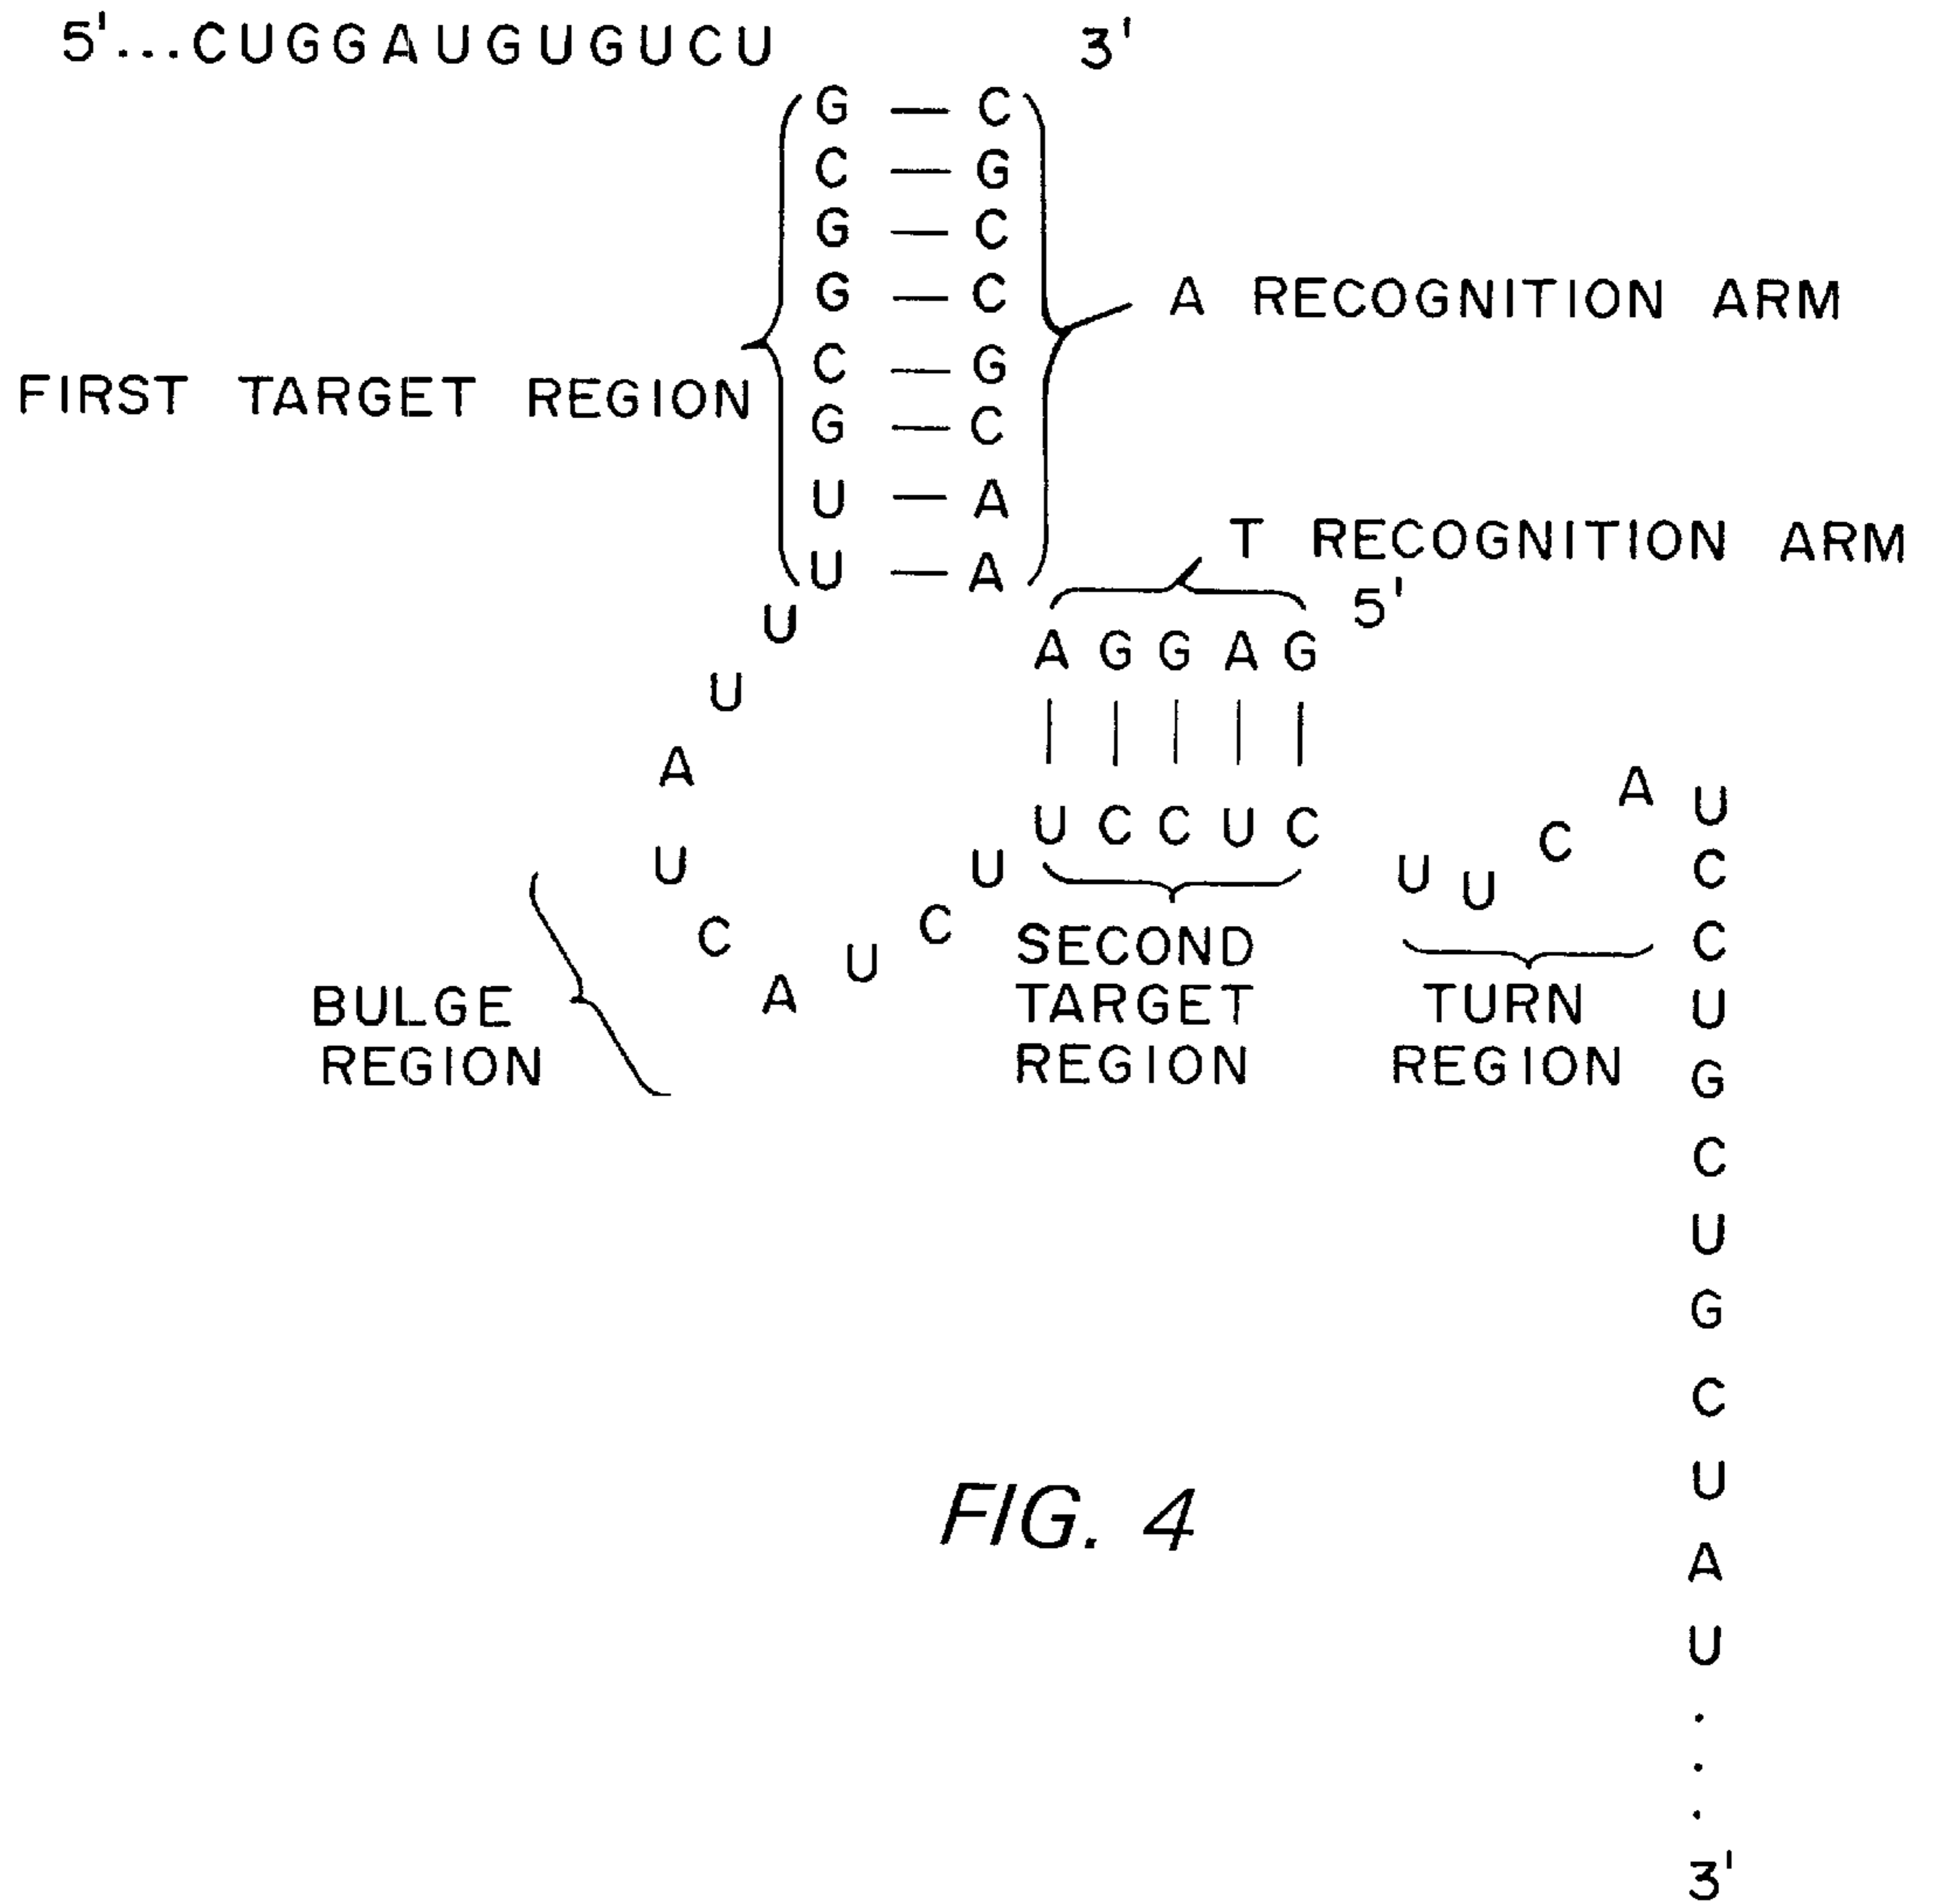 5'...CUGGAUGUGUCU 3'
G — C
C — G
G — C
G — C
A RECOGNITION ARM
C — G
FIRST TARGET REGION
G — C
U — A
T RECOGNITION ARM
U — A
5'
U
A G G A G
U
A
U C C U C
U
C
A
U
C
U
SECOND
TARGET
REGION
BULGE
REGION
U
U
C
A
TURN
REGION
U
C
C
U
G
C
U
G
C
U
A
U
.
.
.
3'
FIG. 4